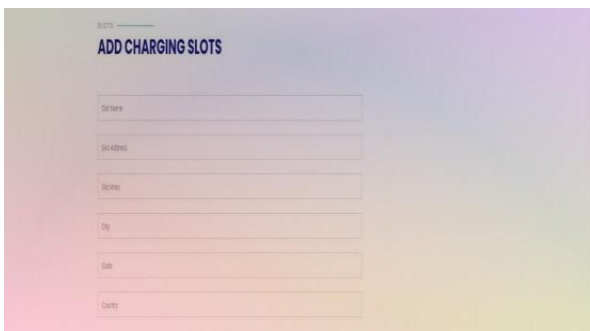 SLOTS
ADD CHARGING SLOTS
Slot Name
Slot Address
Slot Area
City
State
Country